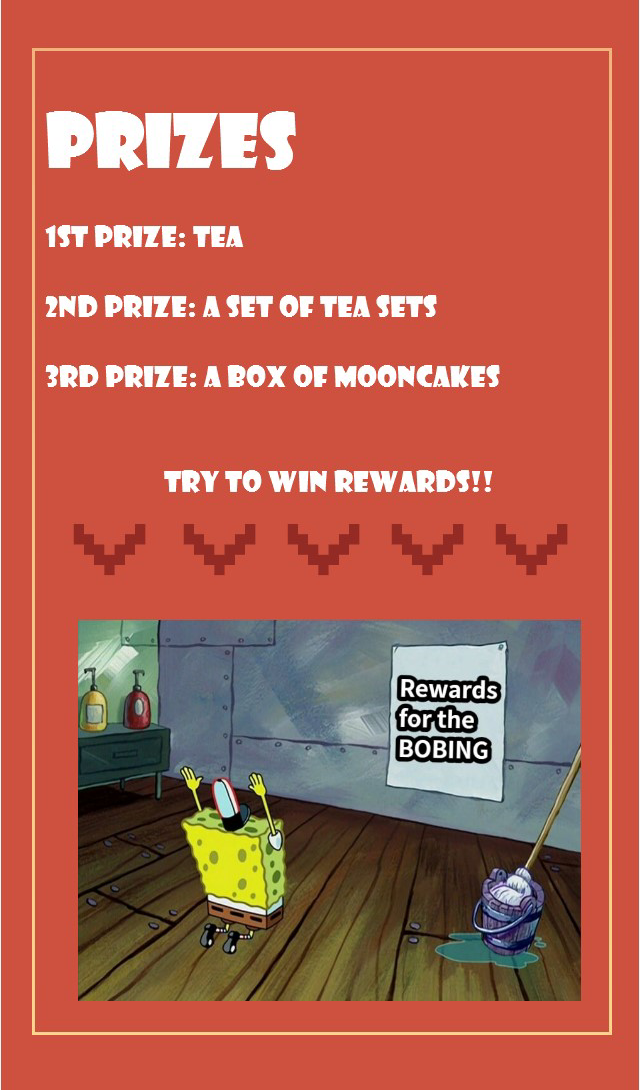 PRIZES
1ST PRIZE: TEA
2ND PRIZE: A SET OF TEA SETS
3RD PRIZE: A BOX OF MOONCAKES
TRY TO WIN REWARDS!!
Rewards
for the
BOBING